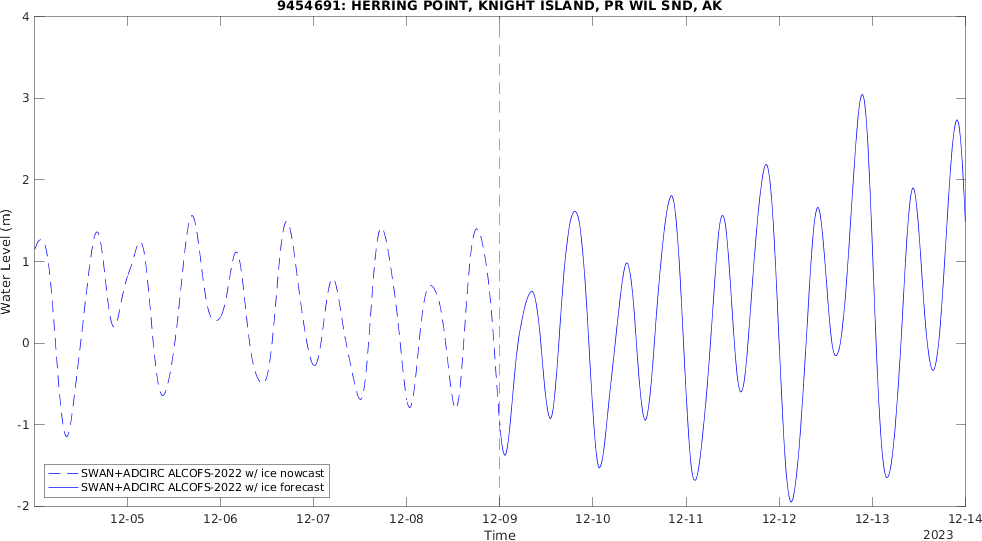 9454691: HERRING POINT, KNIGHT ISLAND, PR WIL SND, AK
4
3
2
1
0
-1
-2
Water Level (m)
SWAN+ADCIRC ALCOFS-2022 w/ ice nowcast
SWAN+ADCIRC ALCOFS-2022 w/ ice forecast
12-05 12-06 12-07 12-08 12-09 12-10 12-11 12-12 12-13 12-14
Time
2023